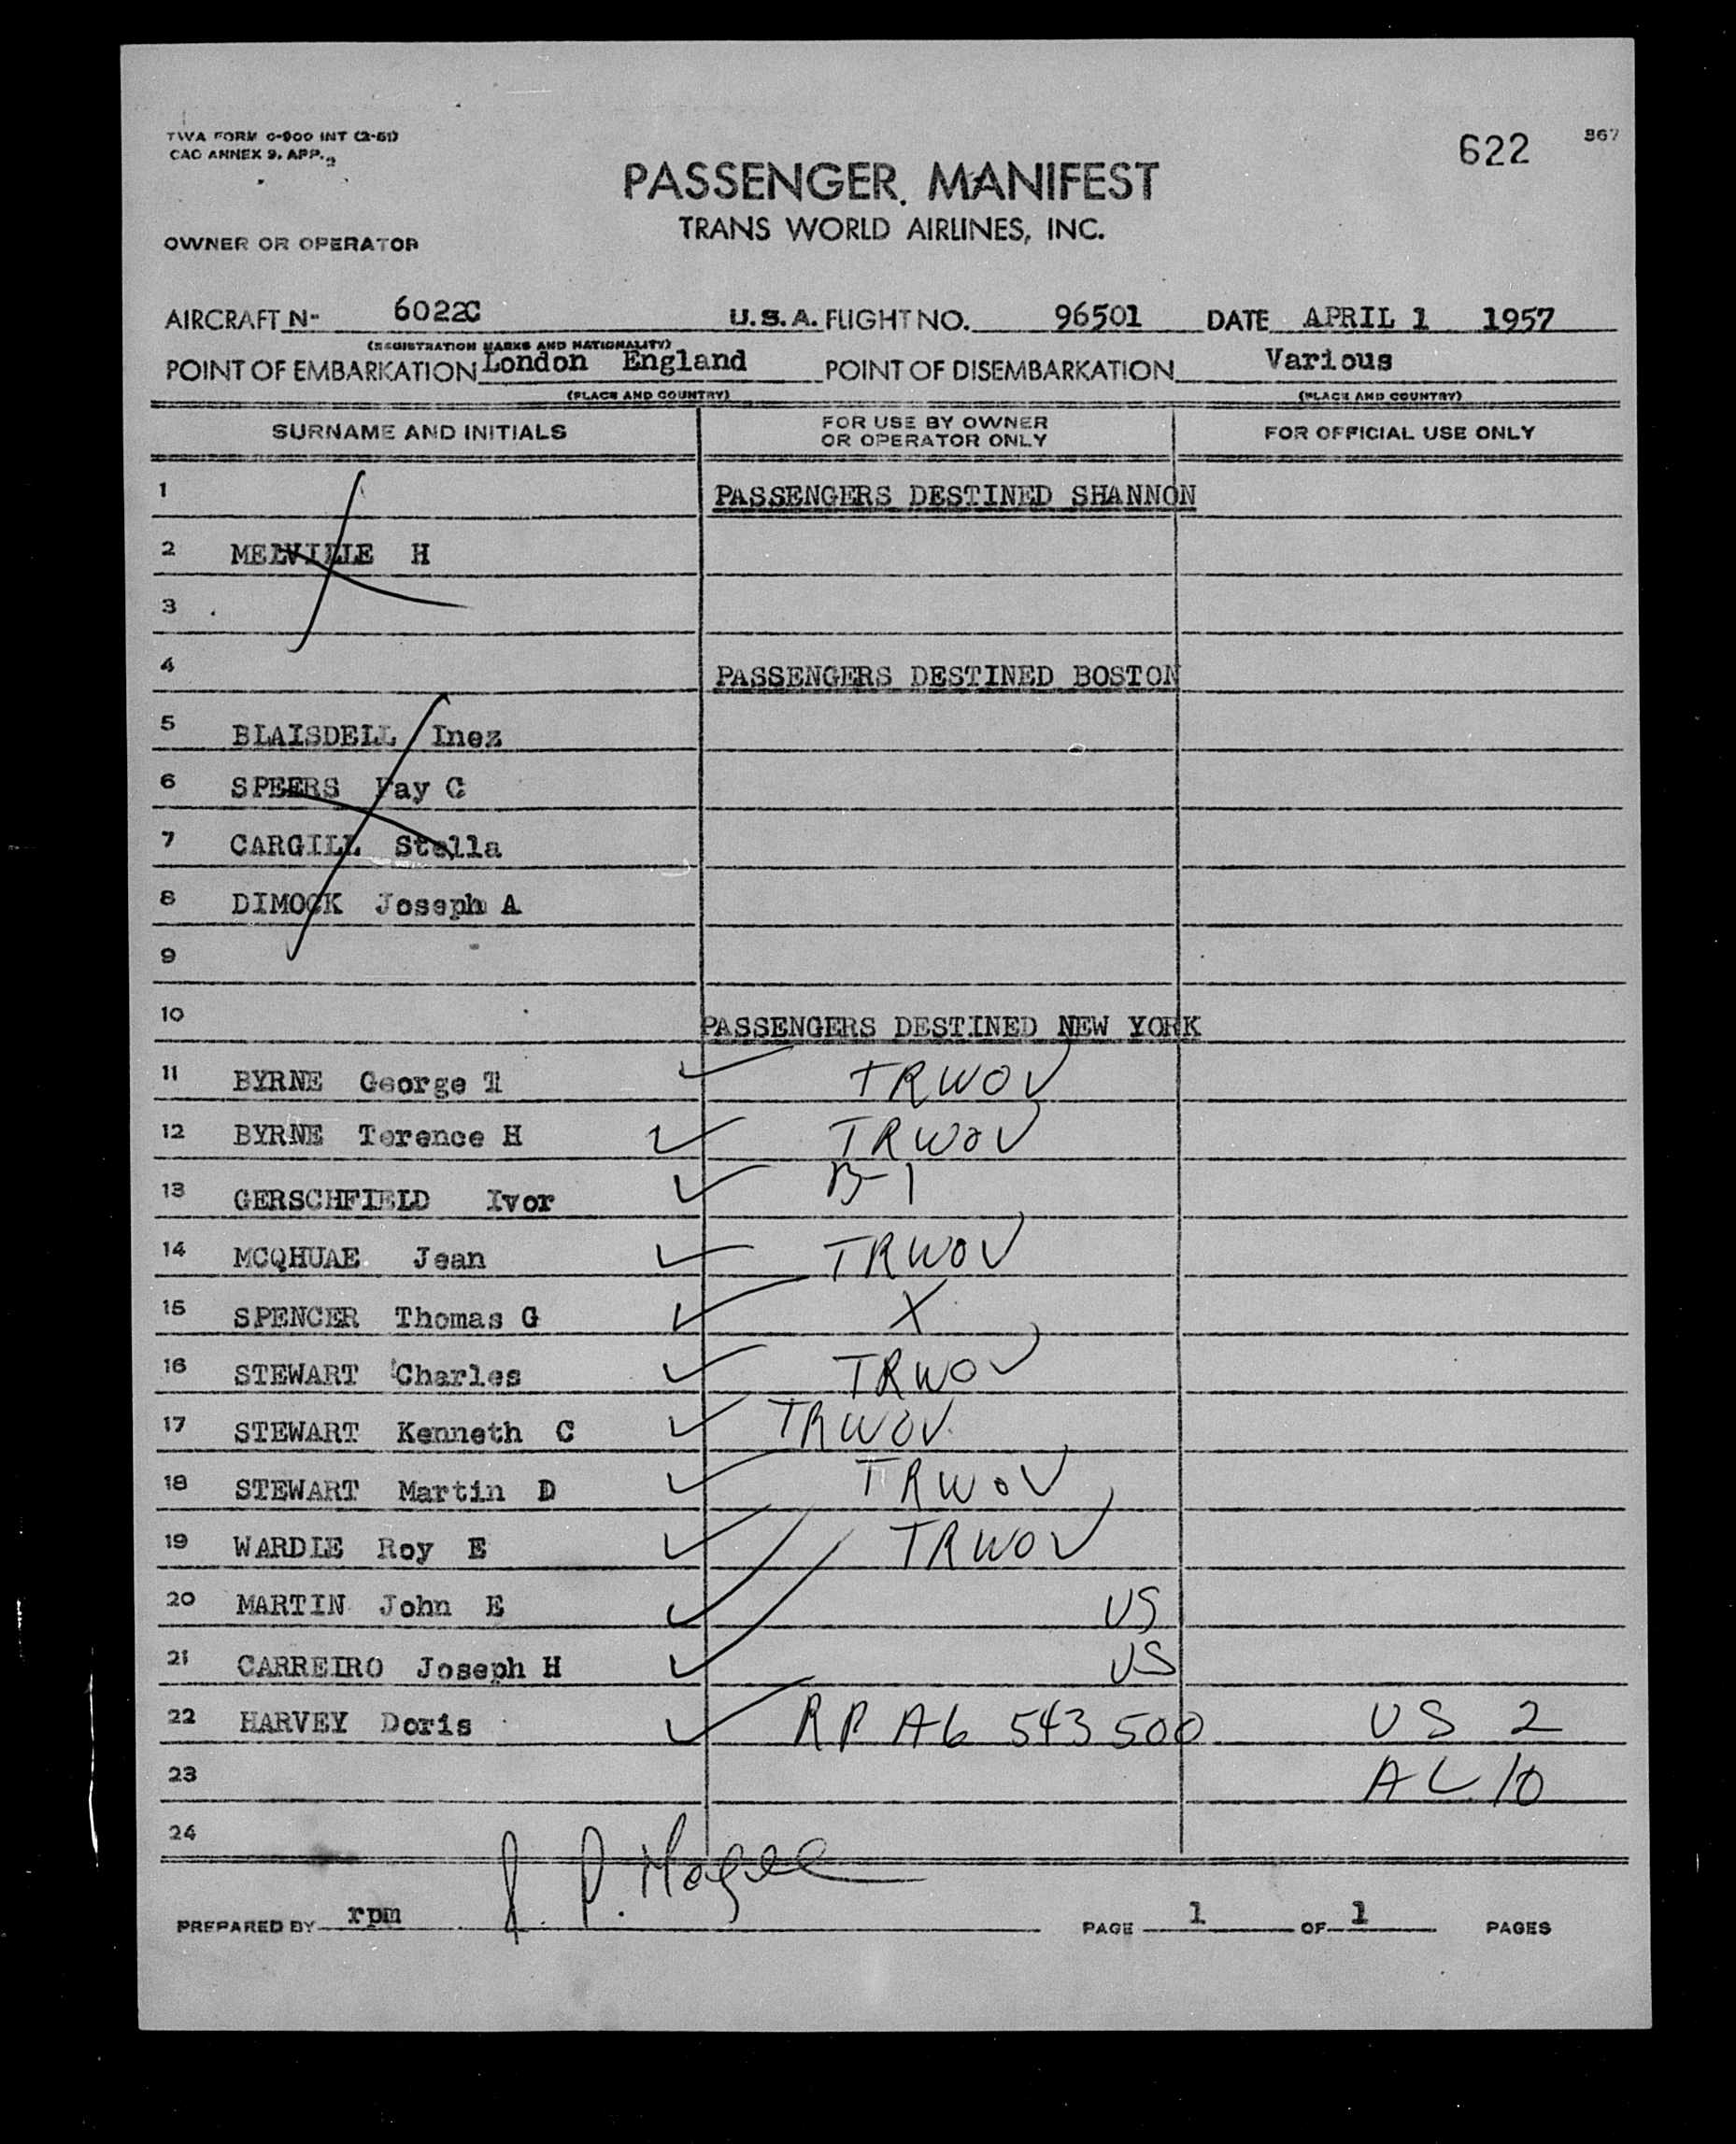 TWA FORM C-900 INT (2-51)
CAO ANNEX 9. APP. 2
622 867
PASSENGER MANIFEST
TRANS WORLD AIRLINES, INC.
OWNER OR OPERATOR
AIRCRAFT N- 6022C U.S.A. FLIGHT NO. 96501 DATE APRIL 1 1957
(REGISTRATION MARKS AND NATIONALITY)
POINT OF EMBARKATION London England POINT OF DISEMBARKATION Various
(PLACE AND COUNTRY) (PLACE AND COUNTRY)
SURNAME AND INITIALS FOR USE BY OWNER OR OPERATOR ONLY FOR OFFICIAL USE ONLY
1 PASSENGERS DESTINED SHANNON
2 MELVILLE H
3
4 PASSENGERS DESTINED BOSTON
5 BLAISDELL Inez
6 SPEERS Fay C
7 CARGILL Stella
8 DIMOCK Joseph A
9
10 PASSENGERS DESTINED NEW YORK
11 BYRNE George T TRWOV
12 BYRNE Terence H TRWOV
13 GERSCHFIELD Ivor B-1
14 MCQHUAE Jean TRWOV
15 SPENCER Thomas G X
16 STEWART Charles TRWOV
17 STEWART Kenneth C TRWOV
18 STEWART Martin D TRWOV
19 WARDLE Roy E TRWOV
20 MARTIN John E US
21 CARREIRO Joseph H US
22 HARVEY Doris RP A6 543 500 US 2
23 AL 10
24
PREPARED BY rpm PAGE 1 OF 1 PAGES